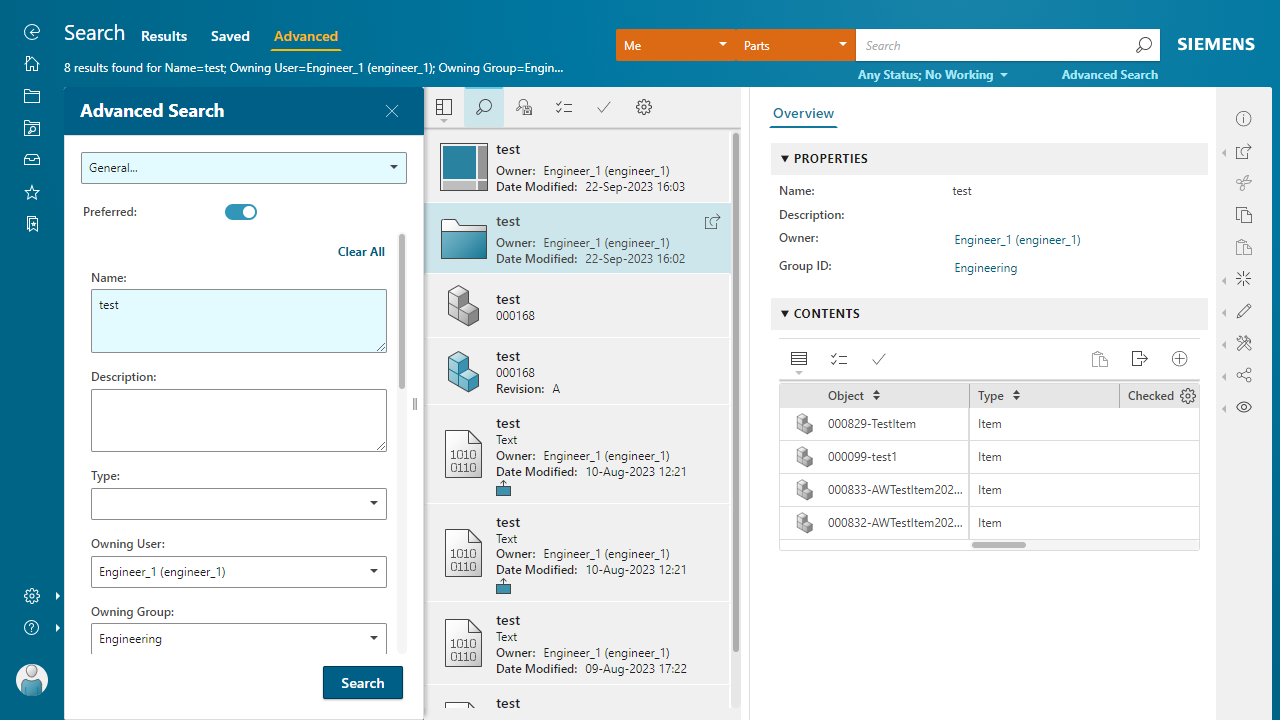 Search
Results
Saved
Advanced
8 results found for Name=test; Owning User=Engineer_1 (engineer_1); Owning Group=Engin...
Me
Parts
Search
SIEMENS
Any Status; No Working
Advanced Search
Advanced Search
General...
Preferred:
Clear All
Name:
test
Description:
Type:
Owning User:
Engineer_1 (engineer_1)
Owning Group:
Engineering
Search
test
Owner: Engineer_1 (engineer_1)
Date Modified: 22-Sep-2023 16:03
test
Owner: Engineer_1 (engineer_1)
Date Modified: 22-Sep-2023 16:02
test
000168
test
000168
Revision: A
1010
0110
test
Text
Owner: Engineer_1 (engineer_1)
Date Modified: 10-Aug-2023 12:21
1010
0110
test
Text
Owner: Engineer_1 (engineer_1)
Date Modified: 10-Aug-2023 12:21
1010
0110
test
Text
Owner: Engineer_1 (engineer_1)
Date Modified: 09-Aug-2023 17:22
test
Overview
PROPERTIES
Name: test
Description:
Owner: Engineer_1 (engineer_1)
Group ID: Engineering
CONTENTS
Object Type Checked
000829-TestItem Item
000099-test1 Item
000833-AWTestItem202... Item
000832-AWTestItem202... Item